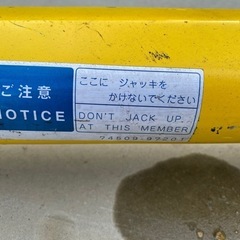 ご注意
NOTICE
ここに ジャッキを
かけないでください
DON'T JACK UP.
AT THIS MEMBER